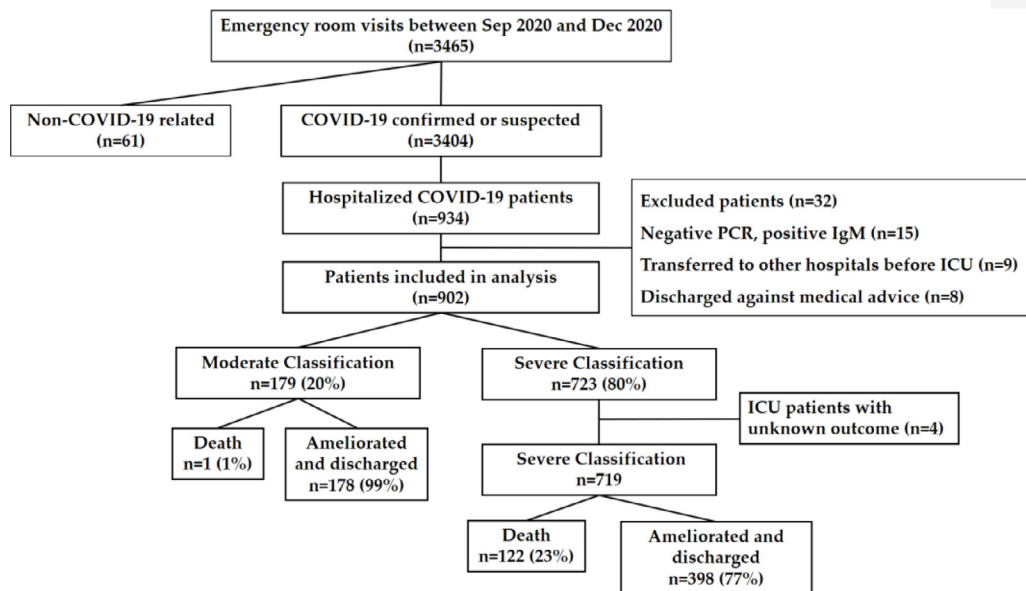 Emergency room visits between Sep 2020 and Dec 2020
(n=3465)
Non-COVID-19 related
(n=61)
COVID-19 confirmed or suspected
(n=3404)
Hospitalized COVID-19 patients
(n=934)
Excluded patients (n=32)
Negative PCR, positive IgM (n=15)
Transferred to other hospitals before ICU (n=9)
Discharged against medical advice (n=8)
Patients included in analysis
(n=902)
Moderate Classification
n=179 (20%)
Severe Classification
n=723 (80%)
ICU patients with
unknown outcome (n=4)
Death
n=1 (1%)
Ameliorated
and discharged
n=178 (99%)
Severe Classification
n=719
Death
n=122 (23%)
Ameliorated and
discharged
n=398 (77%)